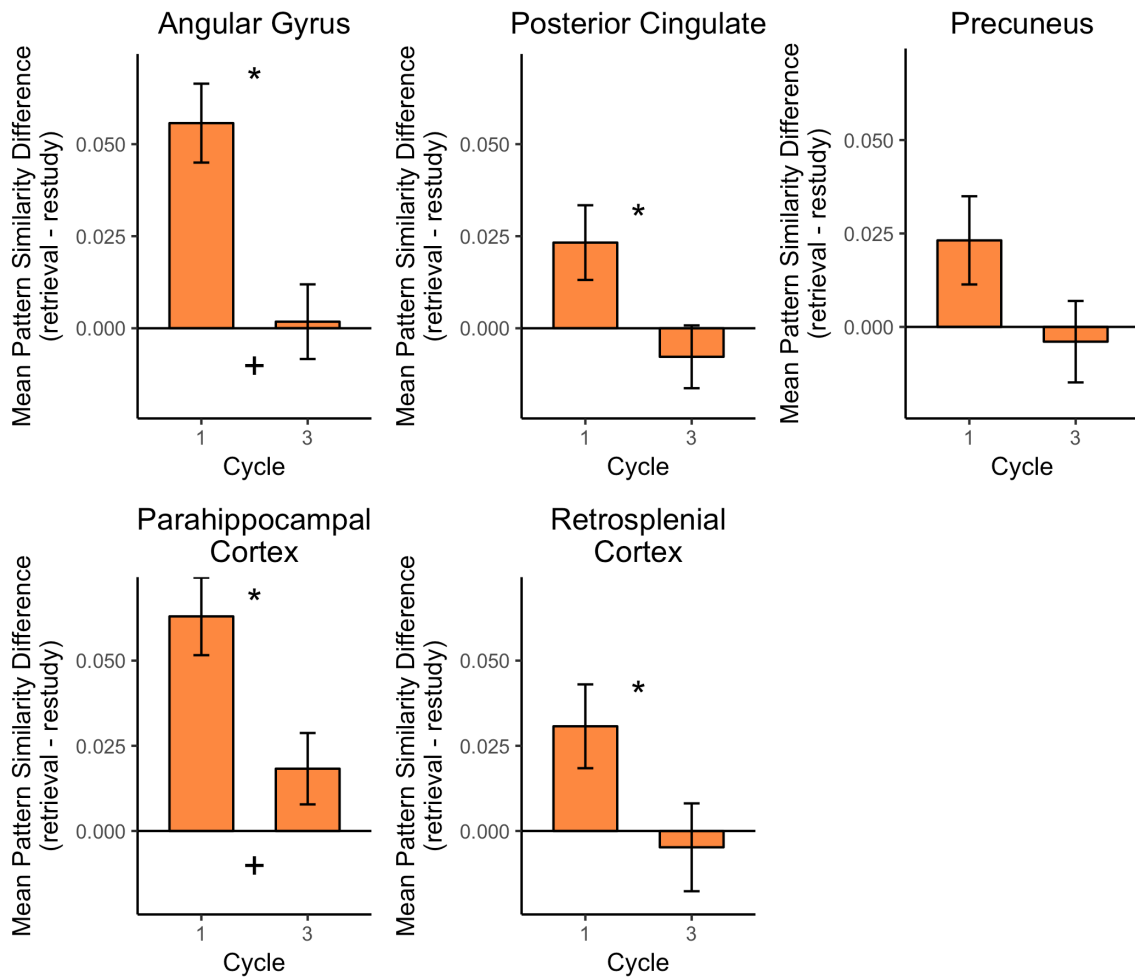 Angular Gyrus
Mean Pattern Similarity Difference
(retrieval - restudy)
0.050
0.025
0.000
*
+
1
3
Cycle
Posterior Cingulate
Mean Pattern Similarity Difference
(retrieval - restudy)
0.050
0.025
0.000
*
1
3
Cycle
Precuneus
Mean Pattern Similarity Difference
(retrieval - restudy)
0.050
0.025
0.000
1
3
Cycle
Parahippocampal
Cortex
Mean Pattern Similarity Difference
(retrieval - restudy)
0.050
0.025
0.000
*
+
1
3
Cycle
Retrosplenial
Cortex
Mean Pattern Similarity Difference
(retrieval - restudy)
0.050
0.025
0.000
*
1
3
Cycle